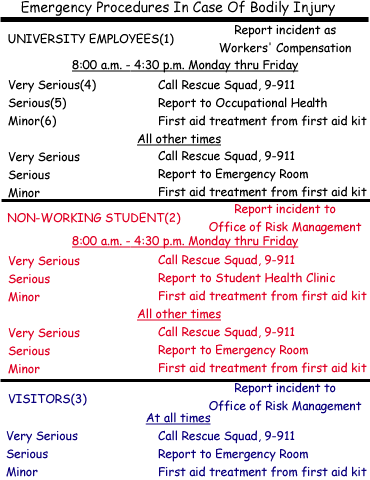 Emergency Procedures In Case Of Bodily Injury
UNIVERSITY EMPLOYEES(1) Report incident as
Workers' Compensation
8:00 a.m. - 4:30 p.m. Monday thru Friday
Very Serious(4) Call Rescue Squad, 9-911
Serious(5) Report to Occupational Health
Minor(6) First aid treatment from first aid kit
All other times
Very Serious Call Rescue Squad, 9-911
Serious Report to Emergency Room
Minor First aid treatment from first aid kit
NON-WORKING STUDENT(2) Report incident to
Office of Risk Management
8:00 a.m. - 4:30 p.m. Monday thru Friday
Very Serious Call Rescue Squad, 9-911
Serious Report to Student Health Clinic
Minor First aid treatment from first aid kit
All other times
Very Serious Call Rescue Squad, 9-911
Serious Report to Emergency Room
Minor First aid treatment from first aid kit
VISITORS(3) Report incident to
Office of Risk Management
At all times
Very Serious Call Rescue Squad, 9-911
Serious Report to Emergency Room
Minor First aid treatment from first aid kit